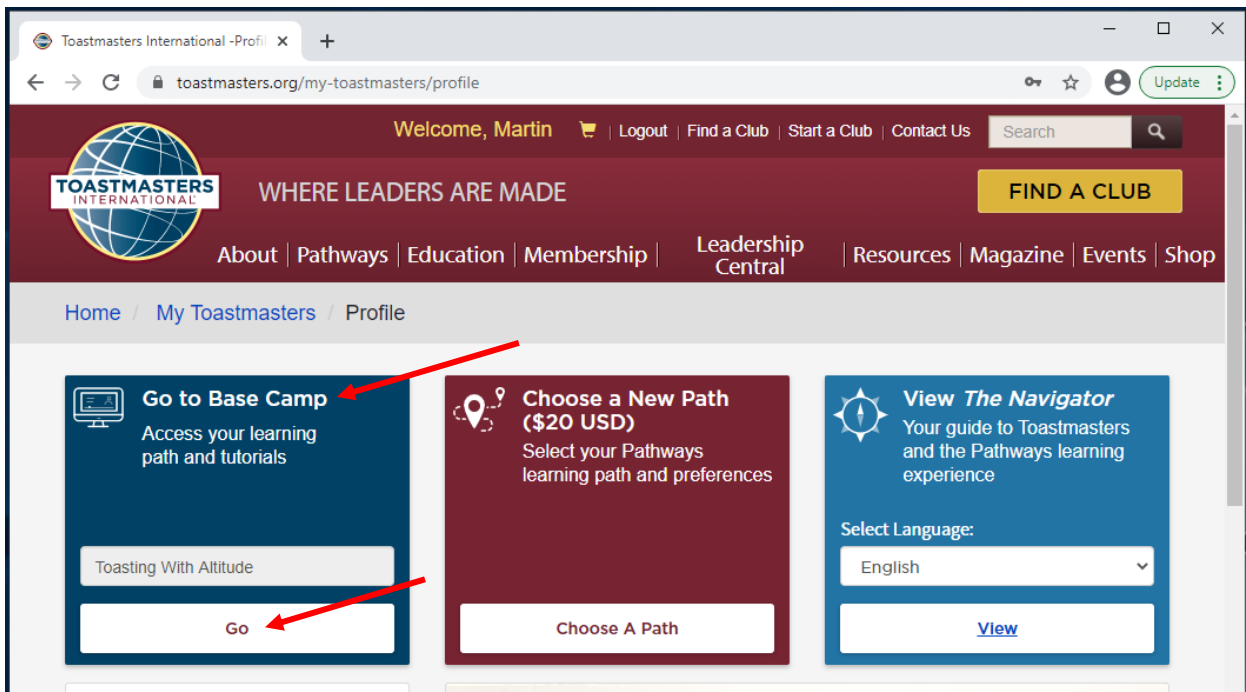 Toastmasters International -Profil
toastmasters.org/my-toastmasters/profile
Update
Welcome, Martin | Logout | Find a Club | Start a Club | Contact Us
Search
TOASTMASTERS
INTERNATIONAL
WHERE LEADERS ARE MADE
FIND A CLUB
About | Pathways | Education | Membership | Leadership Central | Resources | Magazine | Events | Shop
Home / My Toastmasters / Profile
Go to Base Camp
Access your learning
path and tutorials
Toasting With Altitude
Go
Choose a New Path
($20 USD)
Select your Pathways
learning path and preferences
Choose A Path
View The Navigator
Your guide to Toastmasters
and the Pathways learning
experience
Select Language:
English
View